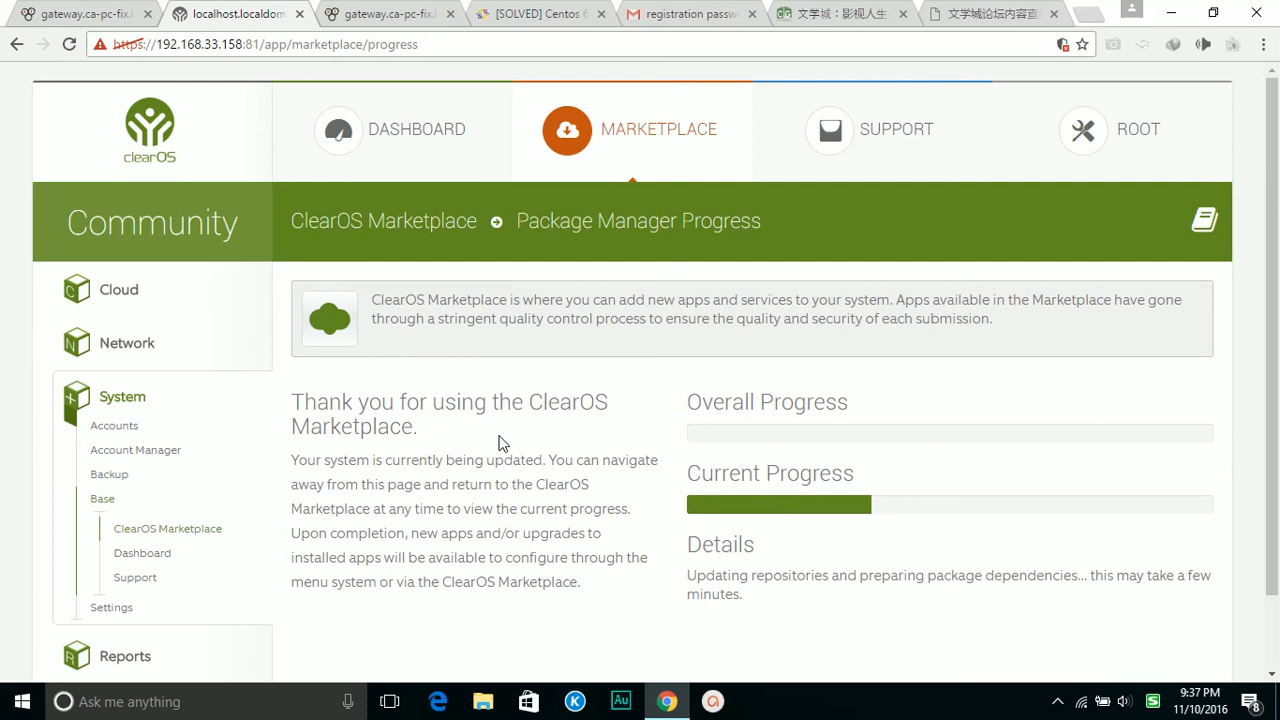 gateway.ca-pc-fix.
localhost.localdom
gateway.ca-pc-fix.
[SOLVED] Centos 6
registration passw
文学城：影视人生
文学城论坛内容直
https://192.168.33.158:81/app/marketplace/progress
clearOS
DASHBOARD
MARKETPLACE
SUPPORT
ROOT
Community
ClearOS Marketplace
Package Manager Progress
Cloud
Network
System
Accounts
Account Manager
Backup
Base
ClearOS Marketplace
Dashboard
Support
Settings
Reports
ClearOS Marketplace is where you can add new apps and services to your system. Apps available in the Marketplace have gone
through a stringent quality control process to ensure the quality and security of each submission.
Thank you for using the ClearOS
Marketplace.
Your system is currently being updated. You can navigate
away from this page and return to the ClearOS
Marketplace at any time to view the current progress.
Upon completion, new apps and/or upgrades to
installed apps will be available to configure through the
menu system or via the ClearOS Marketplace.
Overall Progress
Current Progress
Details
Updating repositories and preparing package dependencies... this may take a few
minutes.
Ask me anything
9:37 PM
11/10/2016